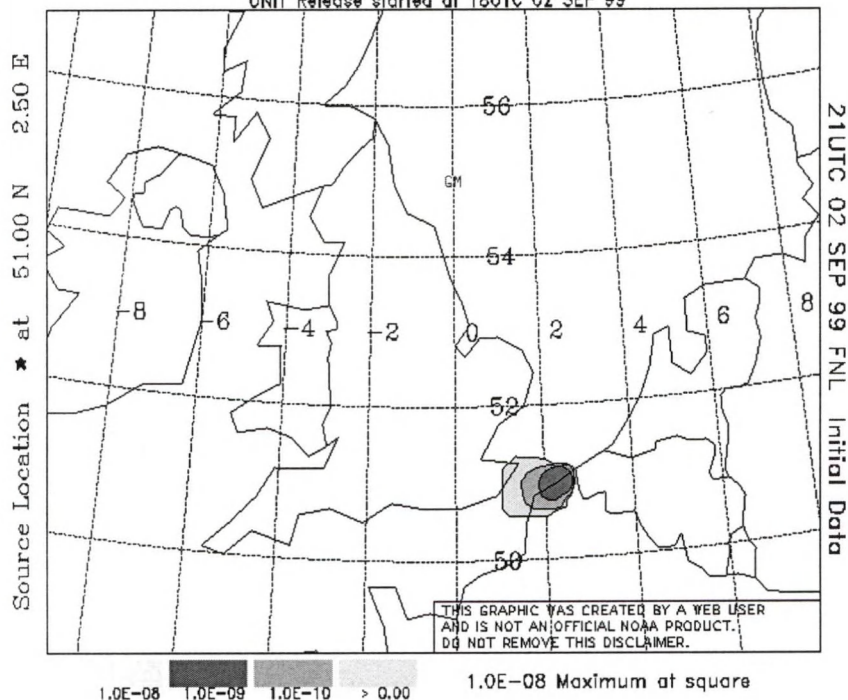 UNIT Release started at 18UTC 02 SEP 99
Source Location ★ at 51.00 N 2.50 E
21UTC 02 SEP 99 FNL Initial Data
56
GM
54
-8 -6 -4 -2 0 2 4 6 8
52
50
THIS GRAPHIC WAS CREATED BY A WEB USER
AND IS NOT AN OFFICIAL NOAA PRODUCT.
DO NOT REMOVE THIS DISCLAIMER.
1.0E-08 1.0E-09 1.0E-10 > 0.00
1.0E-08 Maximum at square